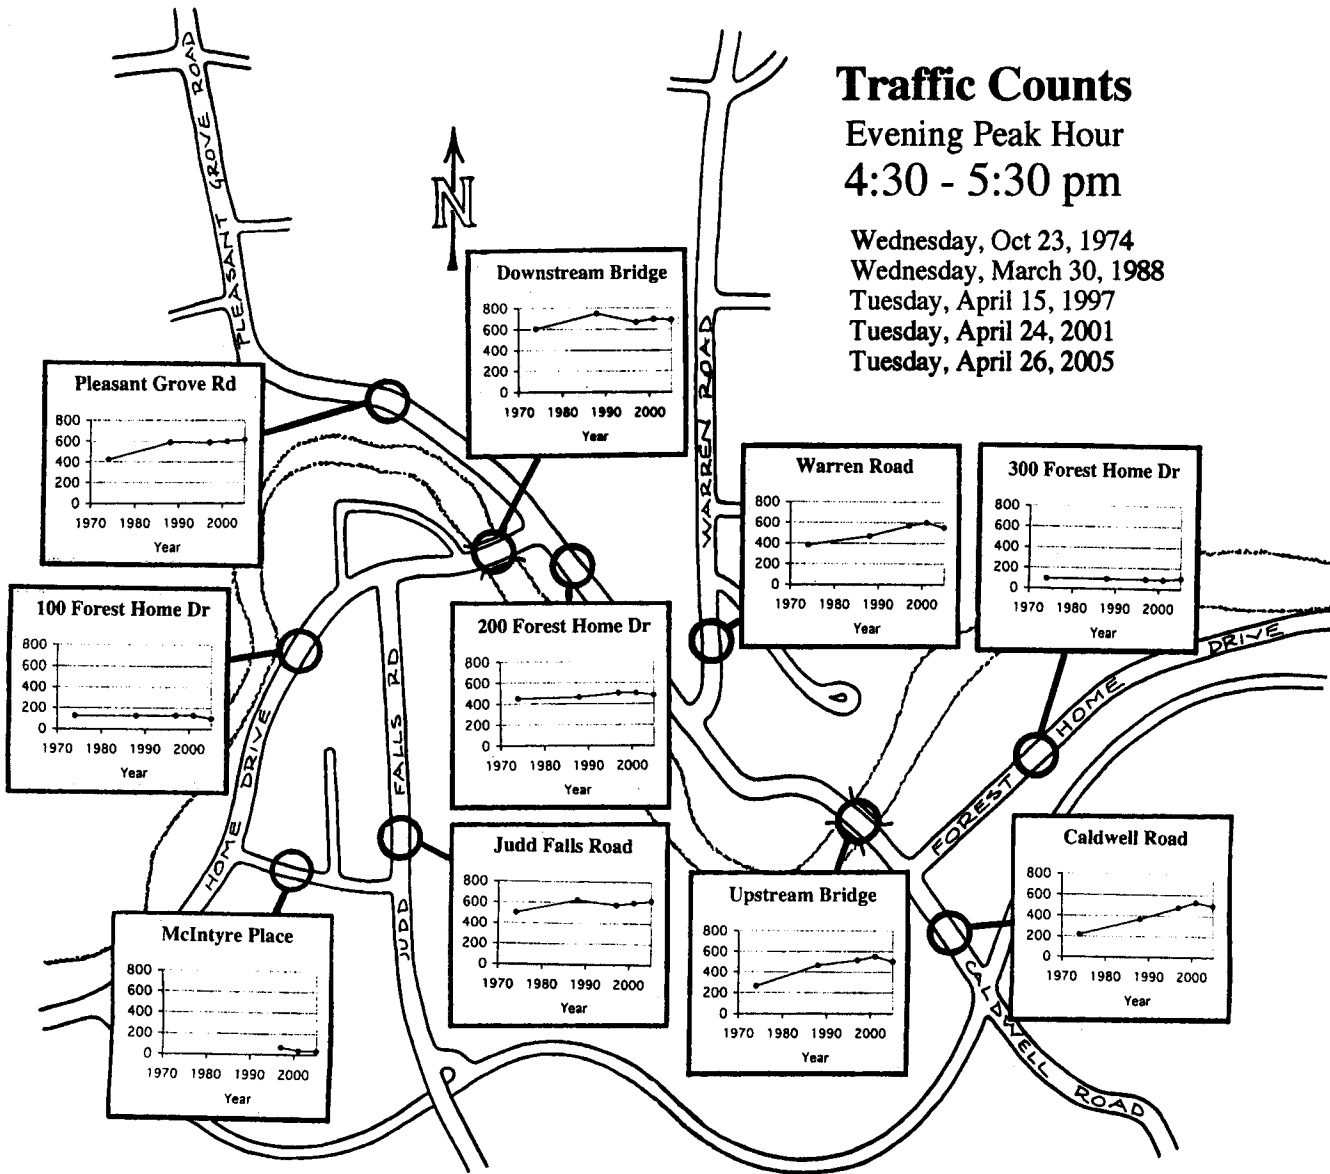 Traffic Counts
Evening Peak Hour
4:30 - 5:30 pm
Wednesday, Oct 23, 1974
Wednesday, March 30, 1988
Tuesday, April 15, 1997
Tuesday, April 24, 2001
Tuesday, April 26, 2005
PLEASANT GROVE ROAD
N
WARREN ROAD
Downstream Bridge
800
600
400
200
0
1970 1980 1990 2000
Year
Pleasant Grove Rd
800
600
400
200
0
1970 1980 1990 2000
Year
Warren Road
800
600
400
200
0
1970 1980 1990 2000
Year
300 Forest Home Dr
800
600
400
200
0
1970 1980 1990 2000
Year
100 Forest Home Dr
800
600
400
200
0
1970 1980 1990 2000
Year
200 Forest Home Dr
800
600
400
200
0
1970 1980 1990 2000
Year
FOREST HOME DRIVE
HOME DRIVE
JUDD FALLS RD
Judd Falls Road
800
600
400
200
0
1970 1980 1990 2000
Year
Caldwell Road
800
600
400
200
0
1970 1980 1990 2000
Year
Upstream Bridge
800
600
400
200
0
1970 1980 1990 2000
Year
McIntyre Place
800
600
400
200
0
1970 1980 1990 2000
Year
CALDWELL ROAD